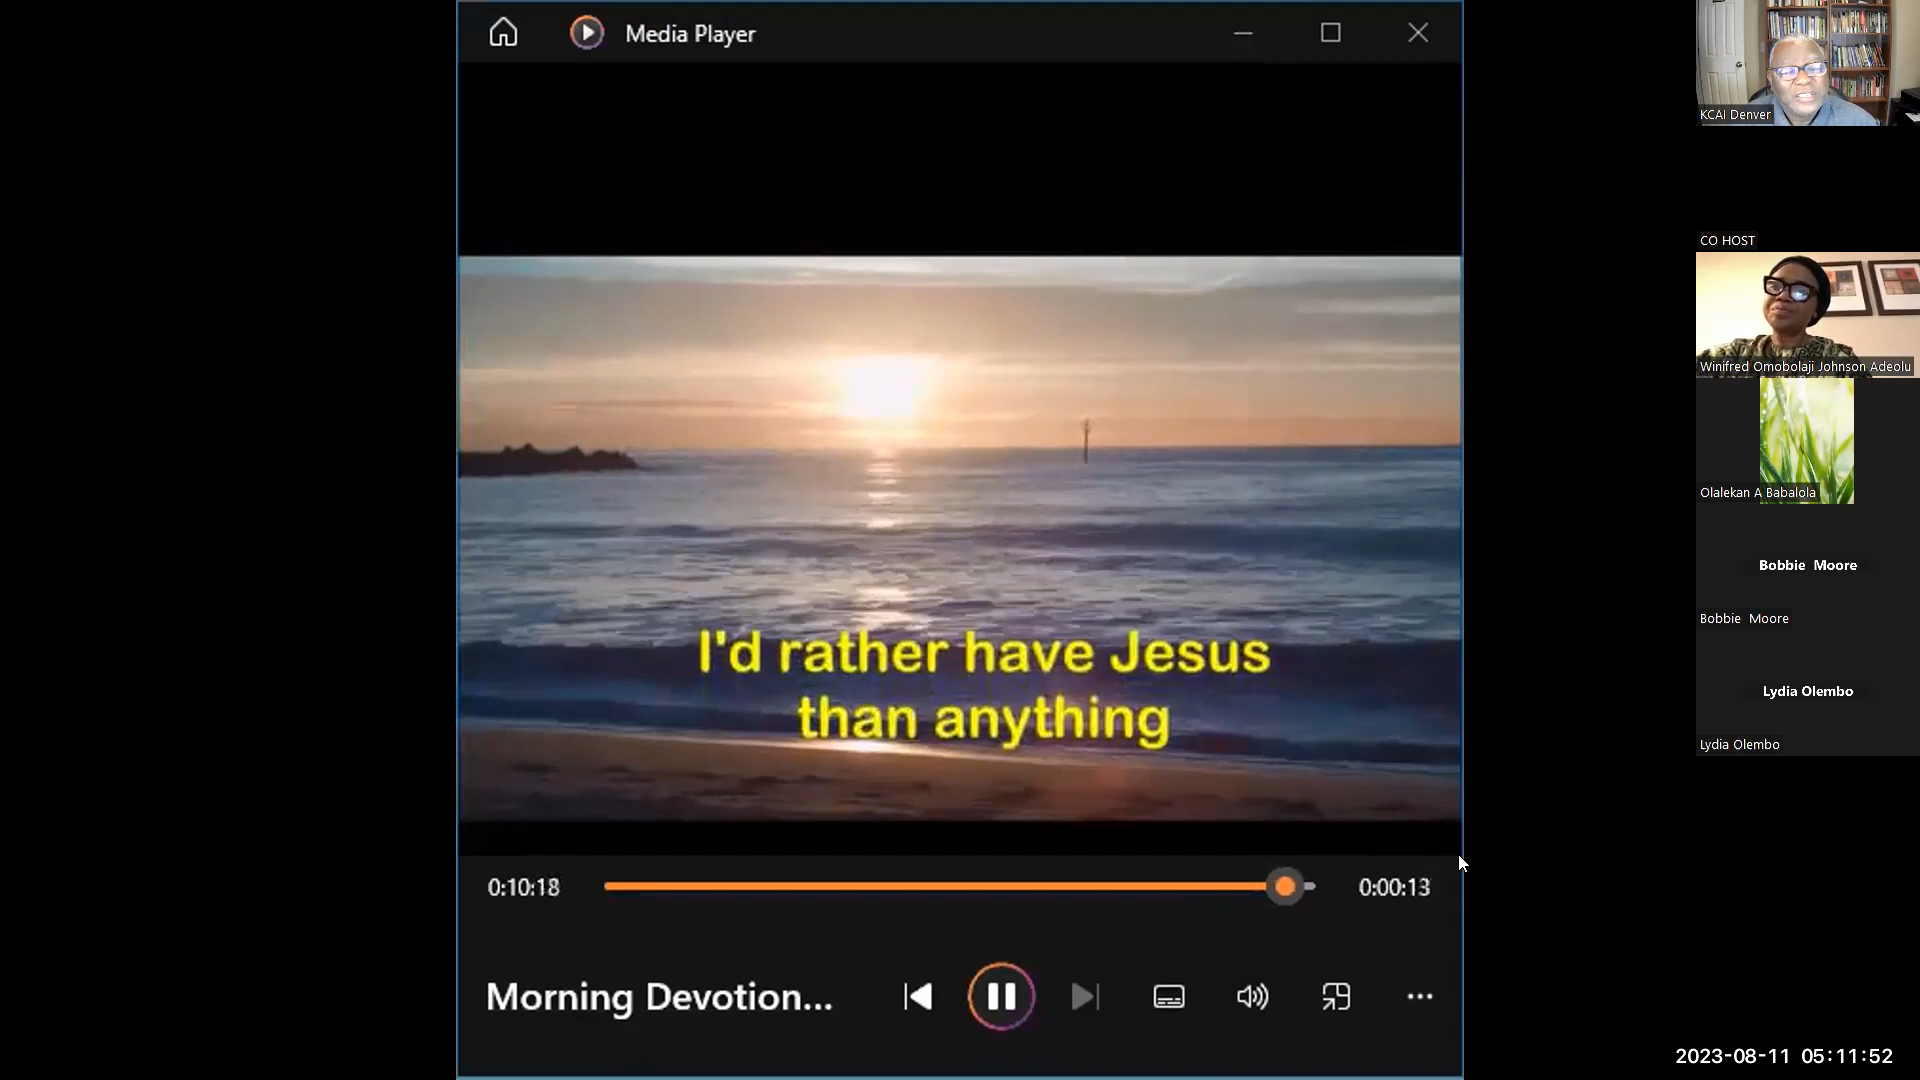 Media Player
I'd rather have Jesus
than anything
0:10:18
0:00:13
Morning Devotion...
KCAI Denver
CO HOST
Winifred Omobolaji Johnson Adeolu
Olalekan A Babalola
Bobbie Moore
Bobbie Moore
Lydia Olembo
Lydia Olembo
2023-08-11 05:11:52